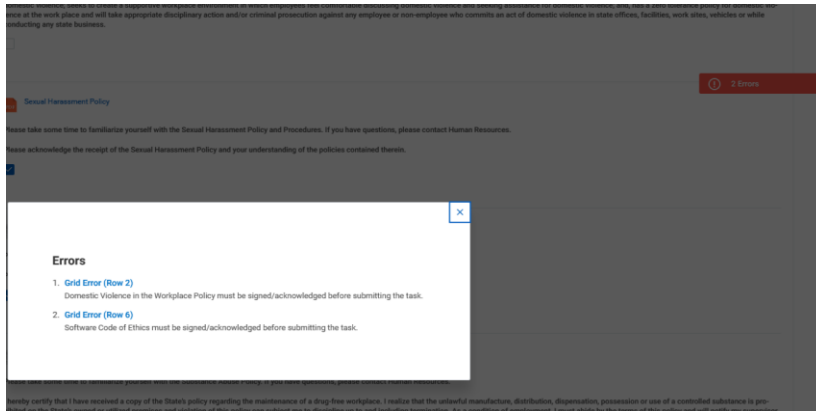 domestic violence, seeks to create a supportive workplace environment in which employees feel comfortable discussing domestic violence and seeking assistance for domestic violence, and, has a zero tolerance policy for domestic vio-
ence at the work place and will take appropriate disciplinary action and/or criminal prosecution against any employee or non-employee who commits an act of domestic violence in state offices, facilities, work sites, vehicles or while
onducting any state business.
2 Errors
Sexual Harassment Policy
Please take some time to familiarize yourself with the Sexual Harassment Policy and Procedures. If you have questions, please contact Human Resources.
Please acknowledge the receipt of the Sexual Harassment Policy and your understanding of the policies contained therein.
Errors
1. Grid Error (Row 2)
Domestic Violence in the Workplace Policy must be signed/acknowledged before submitting the task.
2. Grid Error (Row 6)
Software Code of Ethics must be signed/acknowledged before submitting the task.
Please take some time to familiarize yourself with the Substance Abuse Policy. If you have questions, please contact Human Resources.
hereby certify that I have received a copy of the State's policy regarding the maintenance of a drug-free workplace. I realize that the unlawful manufacture, distribution, dispensation, possession or use of a controlled substance is pro-